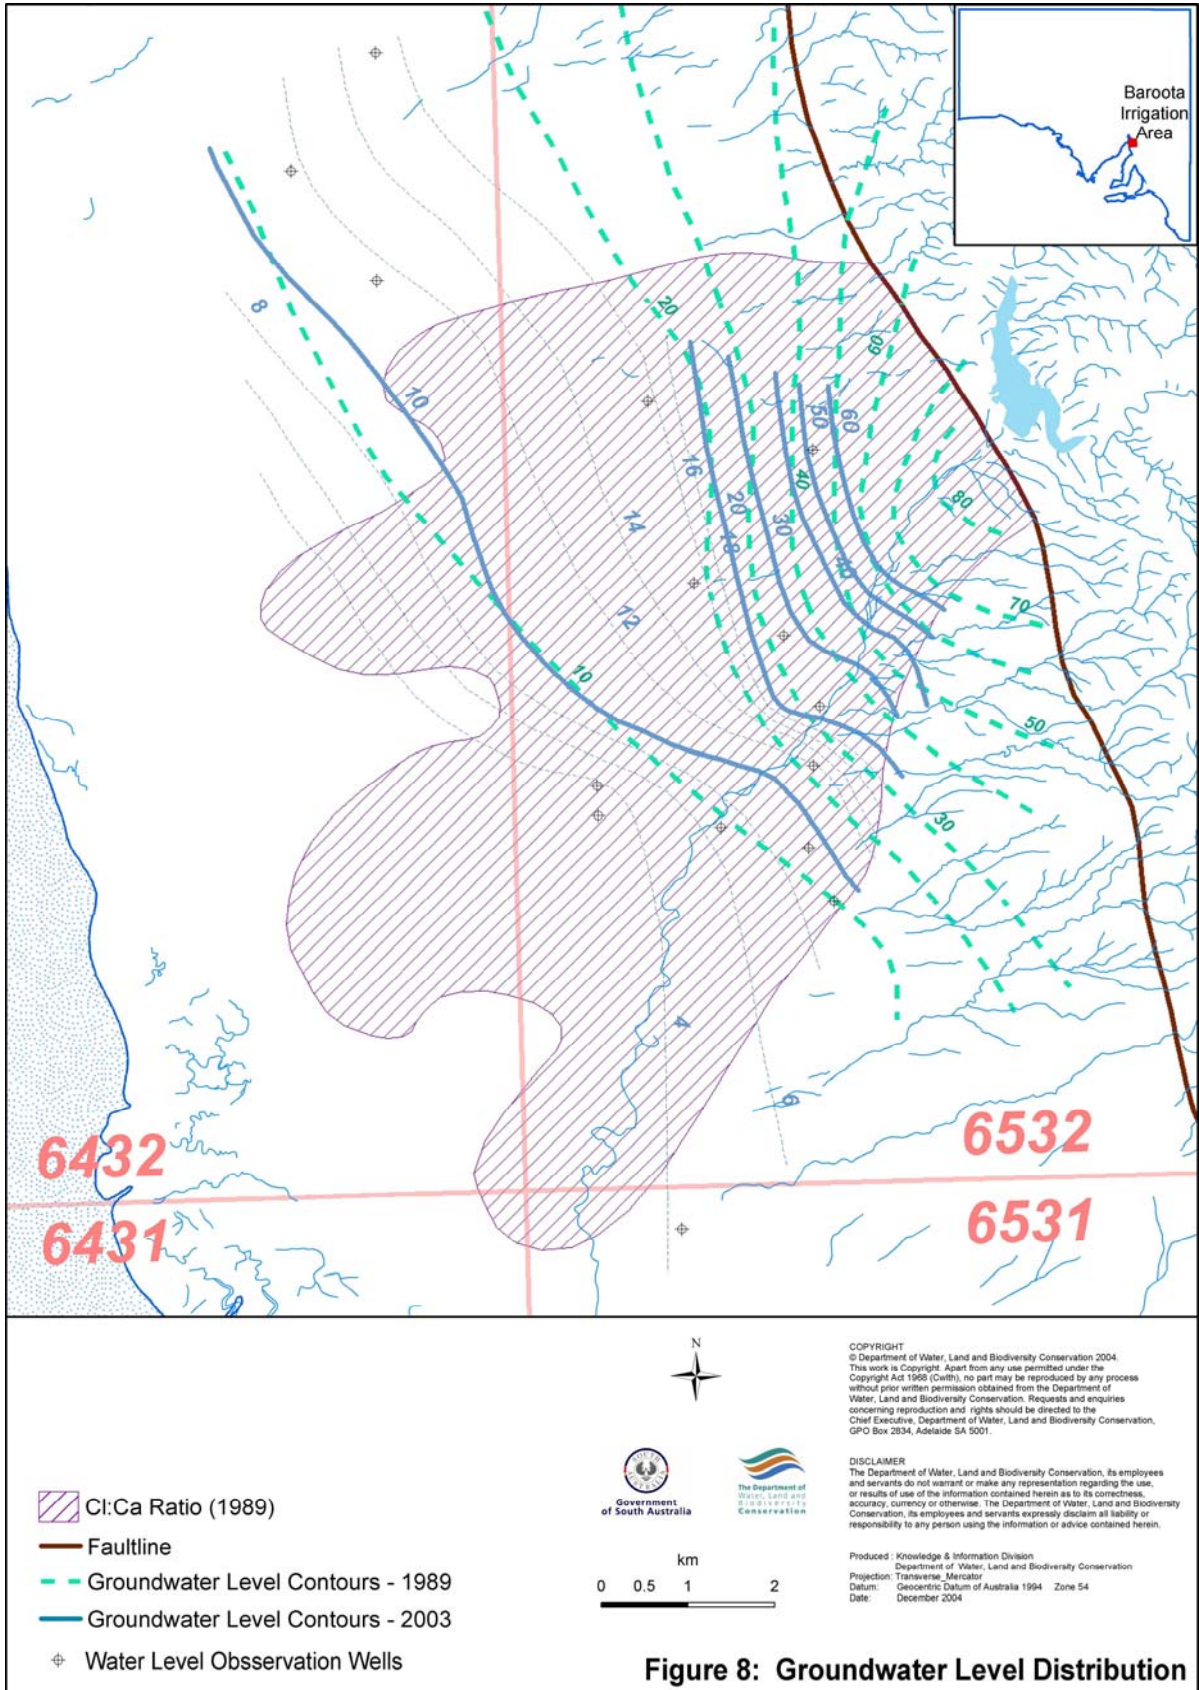 Baroota
Irrigation
Area
8
10
20
60
60
50
16
40
80
14
20
30
18
40
12
70
10
50
30
4
6
6432
6532
6431
6531
N
SOUTH
AUSTRALIA
Government
of South Australia
The Department of
Water, Land and
Biodiversity
Conservation
km
0 0.5 1 2
COPYRIGHT
© Department of Water, Land and Biodiversity Conservation 2004.
This work is Copyright. Apart from any use permitted under the
Copyright Act 1968 (Cwlth), no part may be reproduced by any process
without prior written permission obtained from the Department of
Water, Land and Biodiversity Conservation. Requests and enquiries
concerning reproduction and rights should be directed to the
Chief Executive, Department of Water, Land and Biodiversity Conservation,
GPO Box 2834, Adelaide SA 5001.
DISCLAIMER
The Department of Water, Land and Biodiversity Conservation, its employees
and servants do not warrant or make any representation regarding the use,
or results of use of the information contained herein as to its correctness,
accuracy, currency or otherwise. The Department of Water, Land and Biodiversity
Conservation, its employees and servants expressly disclaim all liability or
responsibility to any person using the information or advice contained herein.
Produced : Knowledge & Information Division
Department of Water, Land and Biodiversity Conservation
Projection: Transverse_Mercator
Datum: Geocentric Datum of Australia 1994 Zone 54
Date: December 2004
Cl:Ca Ratio (1989)
Faultline
Groundwater Level Contours - 1989
Groundwater Level Contours - 2003
Water Level Obsservation Wells
Figure 8: Groundwater Level Distribution